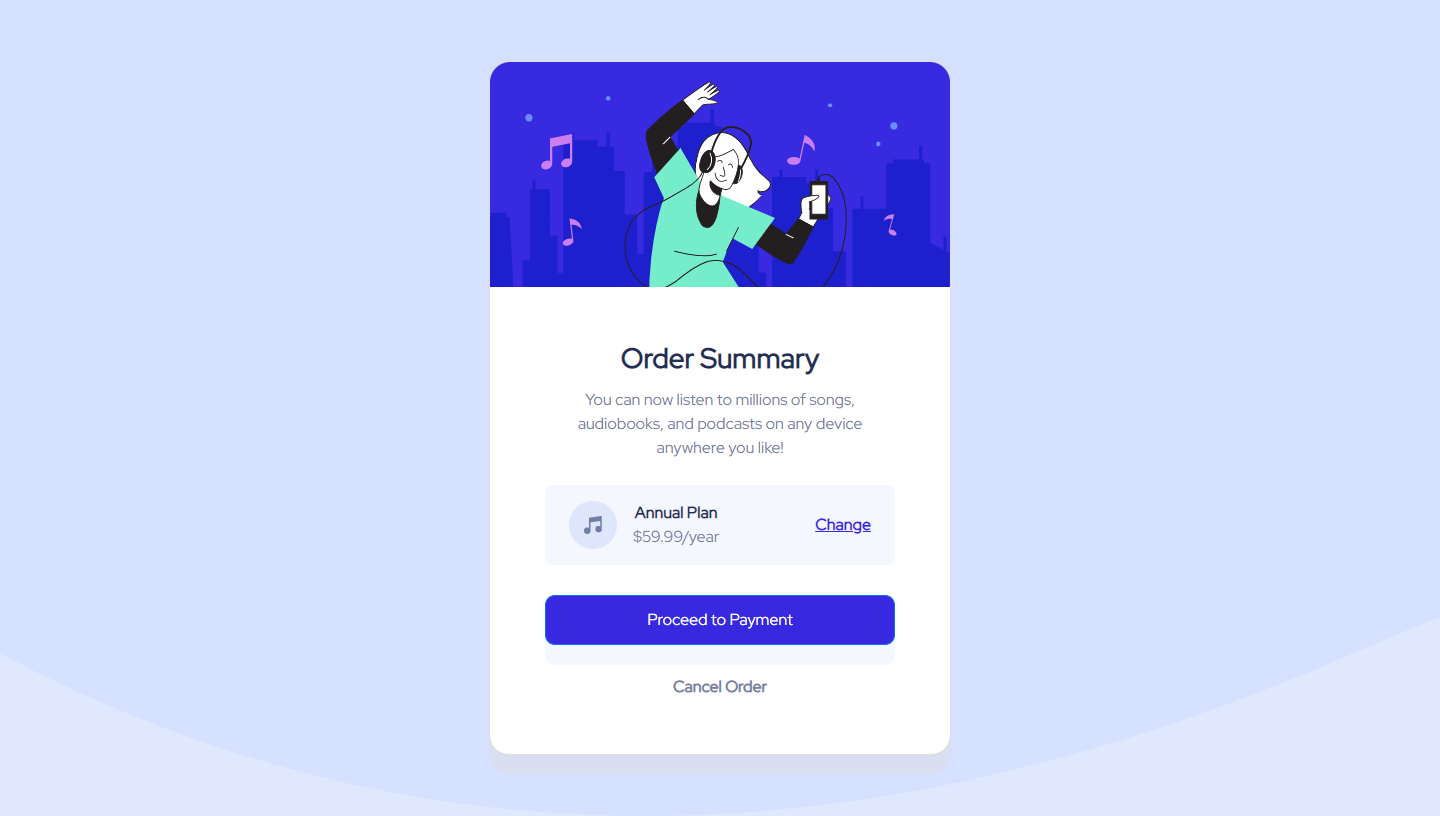 Order Summary
You can now listen to millions of songs,
audiobooks, and podcasts on any device
anywhere you like!
Annual Plan
$59.99/year
Change
Proceed to Payment
Cancel Order